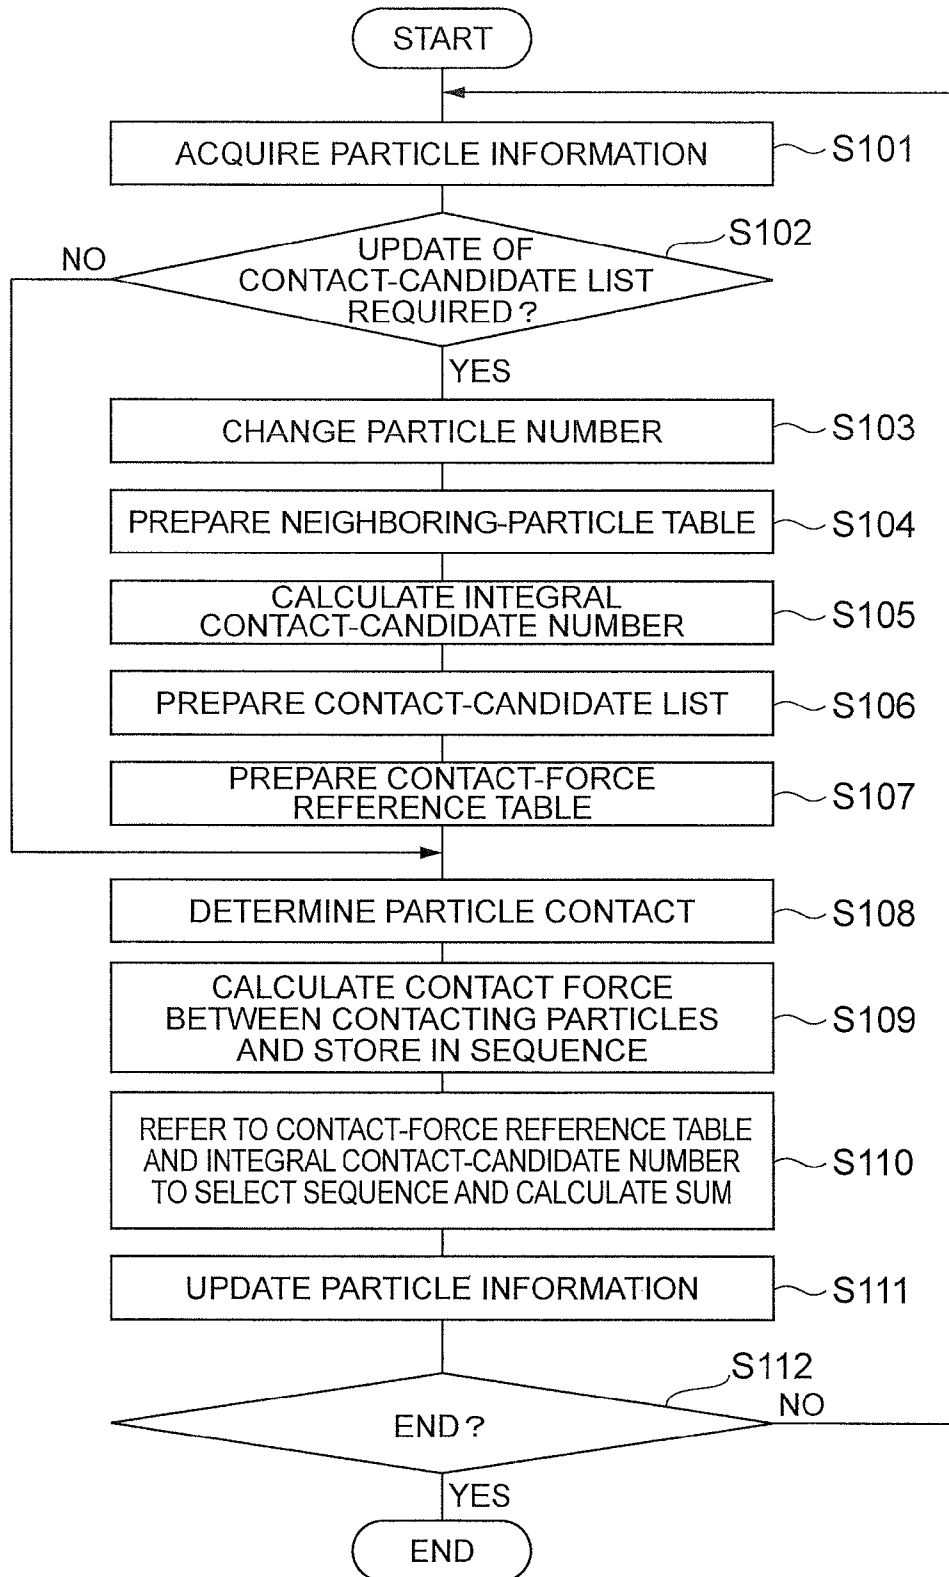 START
ACQUIRE PARTICLE INFORMATION
S101
S102
NO
UPDATE OF
CONTACT-CANDIDATE LIST
REQUIRED?
YES
CHANGE PARTICLE NUMBER
S103
PREPARE NEIGHBORING-PARTICLE TABLE
S104
CALCULATE INTEGRAL
CONTACT-CANDIDATE NUMBER
S105
PREPARE CONTACT-CANDIDATE LIST
S106
PREPARE CONTACT-FORCE
REFERENCE TABLE
S107
DETERMINE PARTICLE CONTACT
S108
CALCULATE CONTACT FORCE
BETWEEN CONTACTING PARTICLES
AND STORE IN SEQUENCE
S109
REFER TO CONTACT-FORCE REFERENCE TABLE
AND INTEGRAL CONTACT-CANDIDATE NUMBER
TO SELECT SEQUENCE AND CALCULATE SUM
S110
UPDATE PARTICLE INFORMATION
S111
S112
END?
NO
YES
END